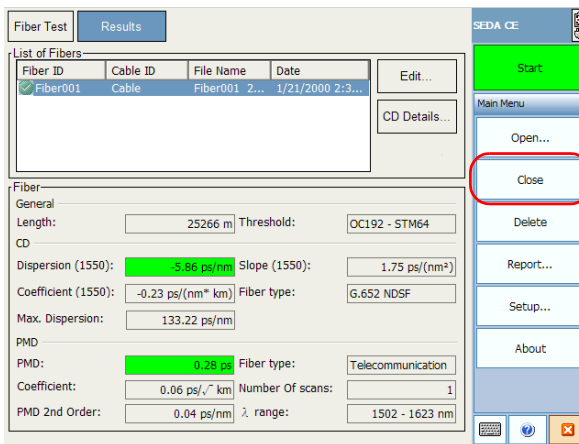 Fiber Test Results
List of Fibers
Fiber ID Cable ID File Name Date
Fiber001 Cable Fiber001 2... 1/21/2000 2:3...
Edit...
CD Details...
Fiber
General
Length: 25266 m Threshold: OC192 - STM64
CD
Dispersion (1550): -5.86 ps/nm Slope (1550): 1.75 ps/(nm²)
Coefficient (1550): -0.23 ps/(nm* km) Fiber type: G.652 NDSF
Max. Dispersion: 133.22 ps/nm
PMD
PMD: 0.28 ps Fiber type: Telecommunication
Coefficient: 0.06 ps/√ km Number Of scans: 1
PMD 2nd Order: 0.04 ps/nm λ range: 1502 - 1623 nm
SEDA CE
Start
Main Menu
Open...
Close
Delete
Report...
Setup...
About